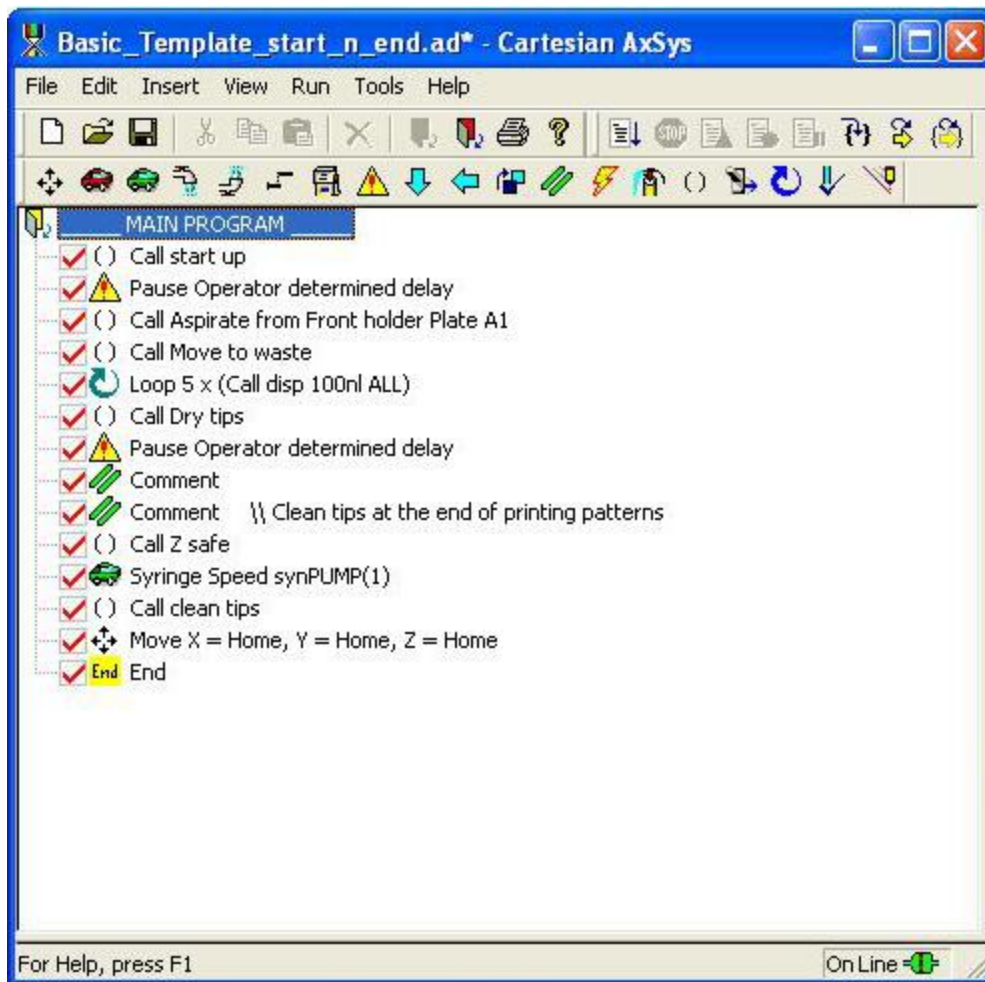 Basic_Template_start_n_end.ad* - Cartesian AxSys
File Edit Insert View Run Tools Help
STOP
_____ MAIN PROGRAM _____
( ) Call start up
Pause Operator determined delay
( ) Call Aspirate from Front holder Plate A1
( ) Call Move to waste
Loop 5 x (Call disp 100nl ALL)
( ) Call Dry tips
Pause Operator determined delay
Comment
Comment \\ Clean tips at the end of printing patterns
( ) Call Z safe
Syringe Speed synPUMP(1)
( ) Call clean tips
Move X = Home, Y = Home, Z = Home
End End
For Help, press F1 On Line